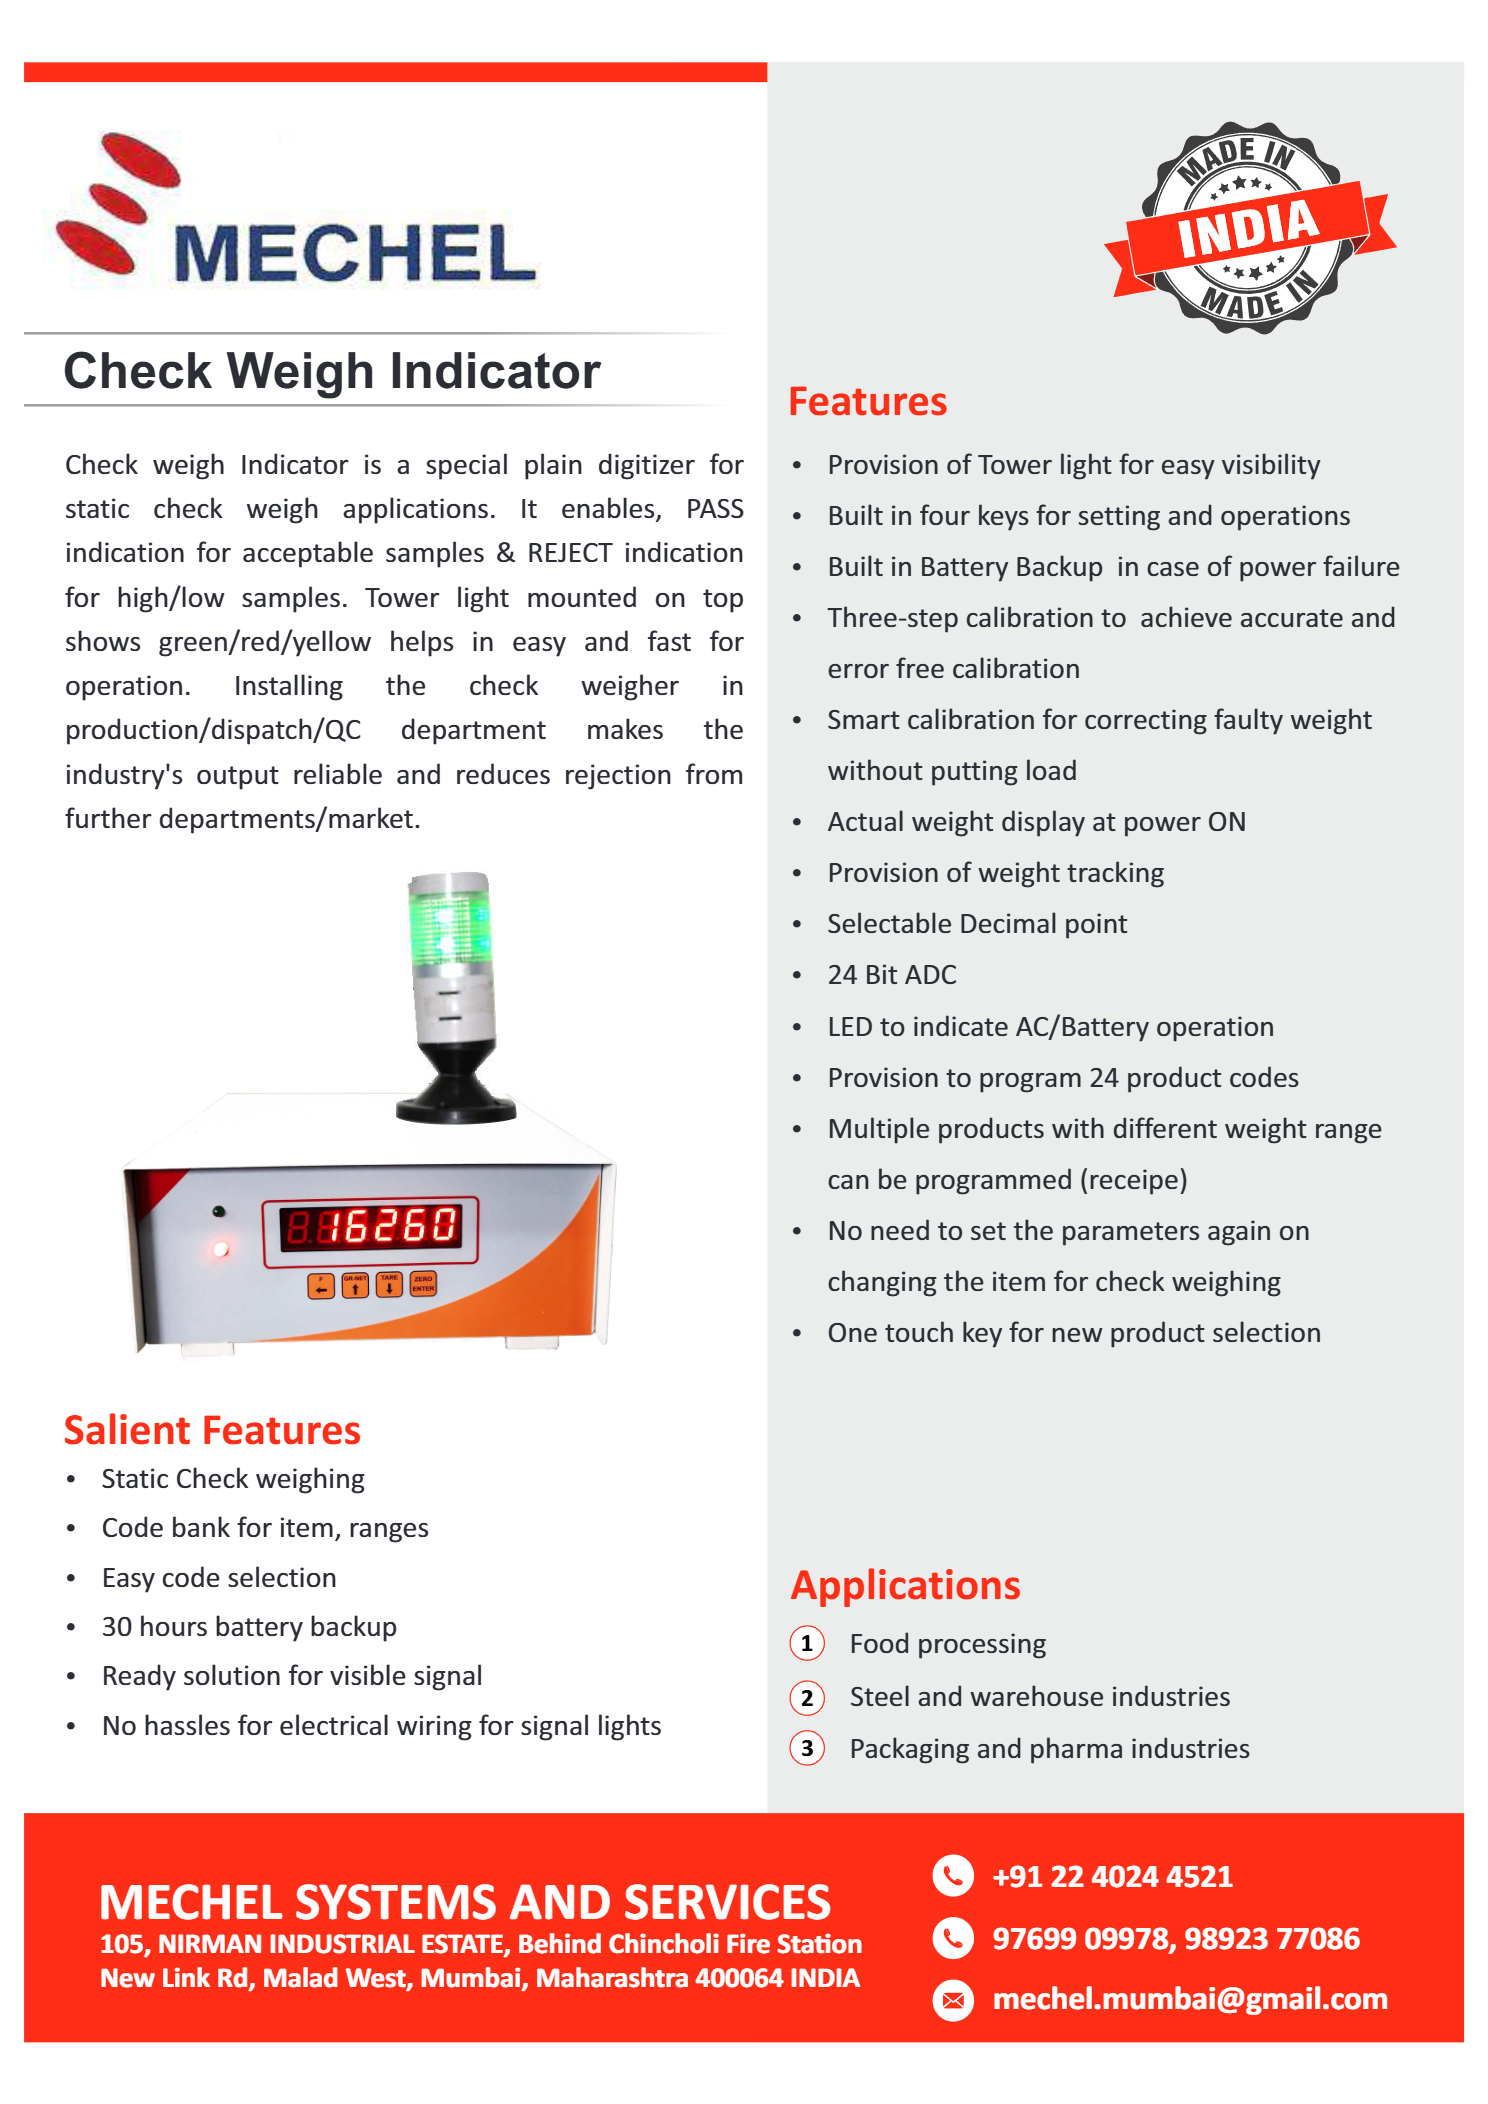 MECHEL
Check Weigh Indicator
Check weigh Indicator is a special plain digitizer for
static check weigh applications. It enables, PASS
indication for acceptable samples & REJECT indication
for high/low samples. Tower light mounted on top
shows green/red/yellow helps in easy and fast for
operation. Installing the check weigher in
production/dispatch/QC department makes the
industry's output reliable and reduces rejection from
further departments/market.
16260
F
GR-NET
TARE
ZERO
ENTER
Salient Features
• Static Check weighing
• Code bank for item, ranges
• Easy code selection
• 30 hours battery backup
• Ready solution for visible signal
• No hassles for electrical wiring for signal lights
MADE IN
INDIA
MADE IN
Features
• Provision of Tower light for easy visibility
• Built in four keys for setting and operations
• Built in Battery Backup in case of power failure
• Three-step calibration to achieve accurate and
error free calibration
• Smart calibration for correcting faulty weight
without putting load
• Actual weight display at power ON
• Provision of weight tracking
• Selectable Decimal point
• 24 Bit ADC
• LED to indicate AC/Battery operation
• Provision to program 24 product codes
• Multiple products with different weight range
can be programmed (receipe)
• No need to set the parameters again on
changing the item for check weighing
• One touch key for new product selection
Applications
1 Food processing
2 Steel and warehouse industries
3 Packaging and pharma industries
MECHEL SYSTEMS AND SERVICES
105, NIRMAN INDUSTRIAL ESTATE, Behind Chincholi Fire Station
New Link Rd, Malad West, Mumbai, Maharashtra 400064 INDIA
+91 22 4024 4521
97699 09978, 98923 77086
mechel.mumbai@gmail.com